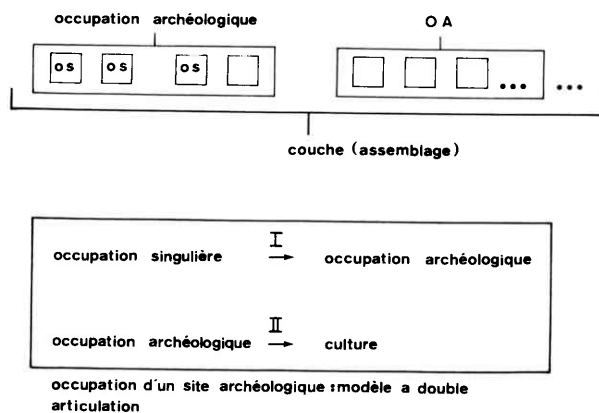 occupation archéologique
O A
os os os
... ...
couche (assemblage)
I
occupation singulière → occupation archéologique
II
occupation archéologique → culture
occupation d'un site archéologique : modèle a double
articulation